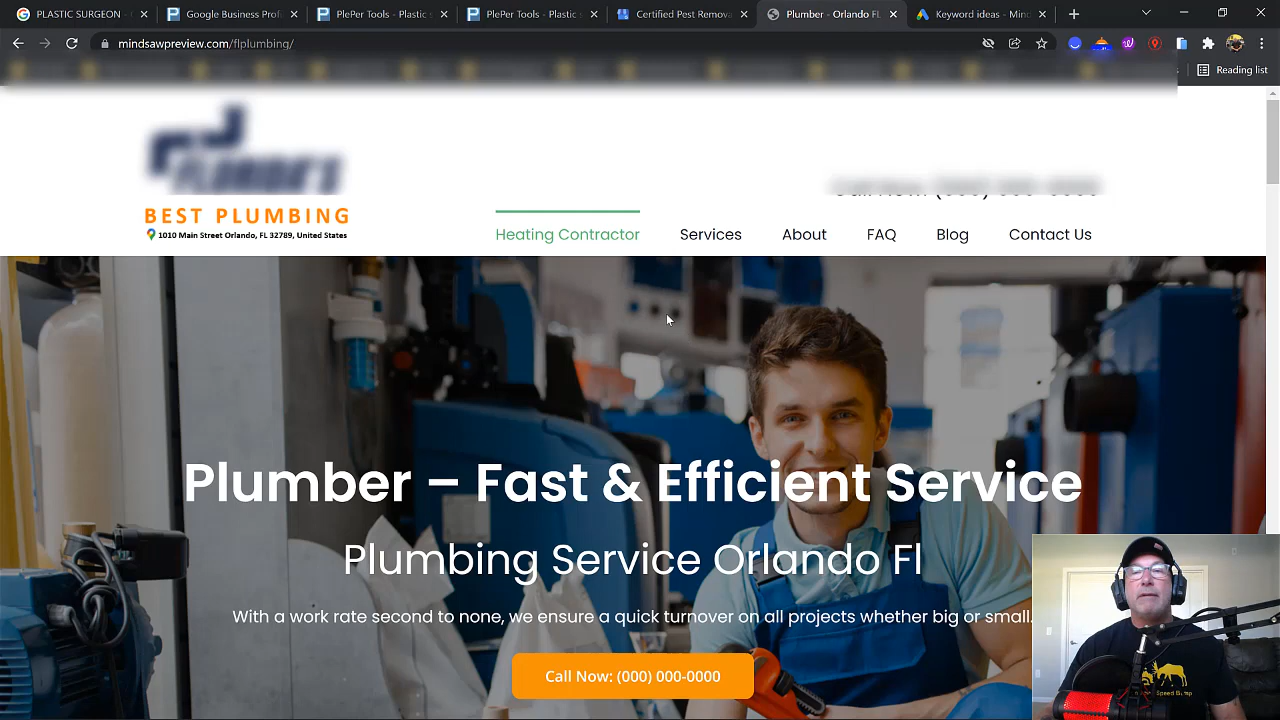 PLASTIC SURGEON -
Google Business Prof
PlePer Tools - Plastic s
PlePer Tools - Plastic s
Certified Pest Remova
Plumber - Orlando FL
Keyword ideas - Mind
mindsawpreview.com/flplumbing/
Reading list
BEST PLUMBING
1010 Main Street Orlando, FL 32789, United States
Heating Contractor
Services
About
FAQ
Blog
Contact Us
Plumber – Fast & Efficient Service
Plumbing Service Orlando Fl
With a work rate second to none, we ensure a quick turnover on all projects whether big or small.
Call Now: (000) 000-0000
Speed Bump